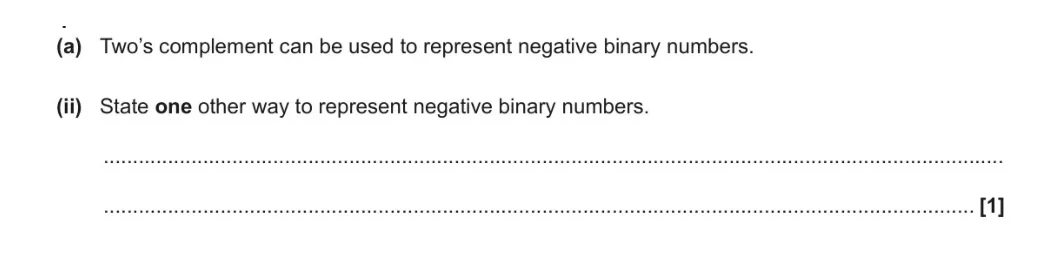 (a) Two's complement can be used to represent negative binary numbers.
(ii) State one other way to represent negative binary numbers.
..........................................................................................................................................................
..................................................................................................................................................... [1]